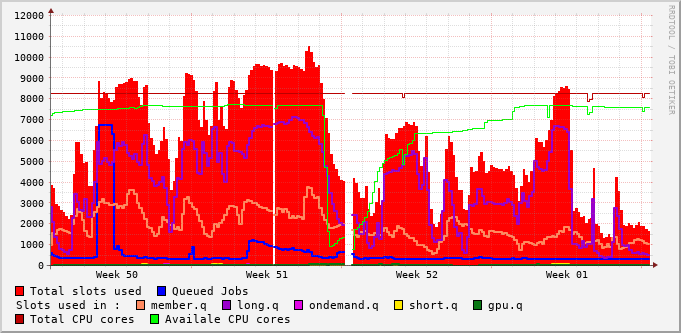 RRDTOOL / TOBI OETIKER
12000
11000
10000
9000
8000
7000
6000
5000
4000
3000
2000
1000
0
Week 50 Week 51 Week 52 Week 01
Total slots used Queued Jobs
Slots used in : member.q long.q ondemand.q short.q gpu.q
Total CPU cores Availale CPU cores